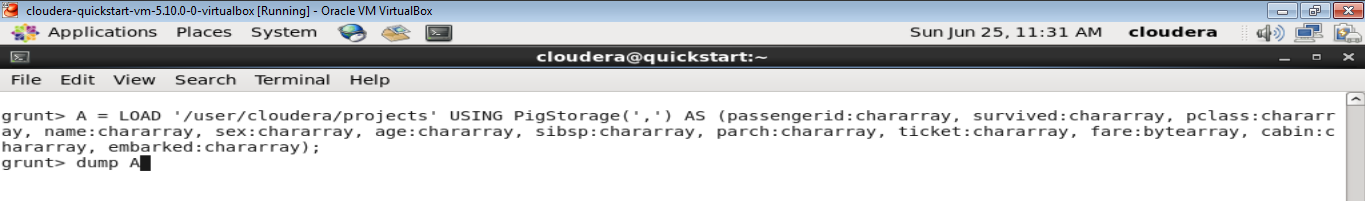 cloudera-quickstart-vm-5.10.0-0-virtualbox [Running] - Oracle VM VirtualBox
Applications Places System Sun Jun 25, 11:31 AM cloudera
cloudera@quickstart:~
File Edit View Search Terminal Help
grunt> A = LOAD '/user/cloudera/projects' USING PigStorage(',') AS (passengerid:chararray, survived:chararray, pclass:chararr
ay, name:chararray, sex:chararray, age:chararray, sibsp:chararray, parch:chararray, ticket:chararray, fare:bytearray, cabin:c
hararray, embarked:chararray);
grunt> dump A